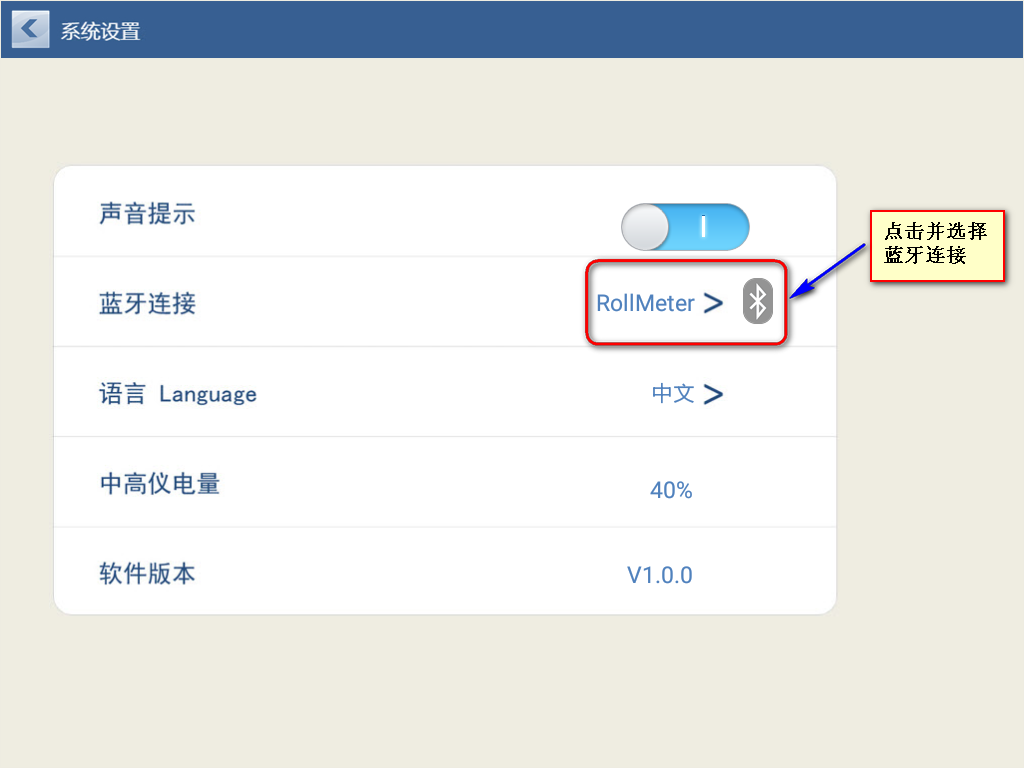 系统设置
声音提示
点击并选择
蓝牙连接
蓝牙连接 RollMeter >
语言 Language 中文 >
中高仪电量 40%
软件版本 V1.0.0